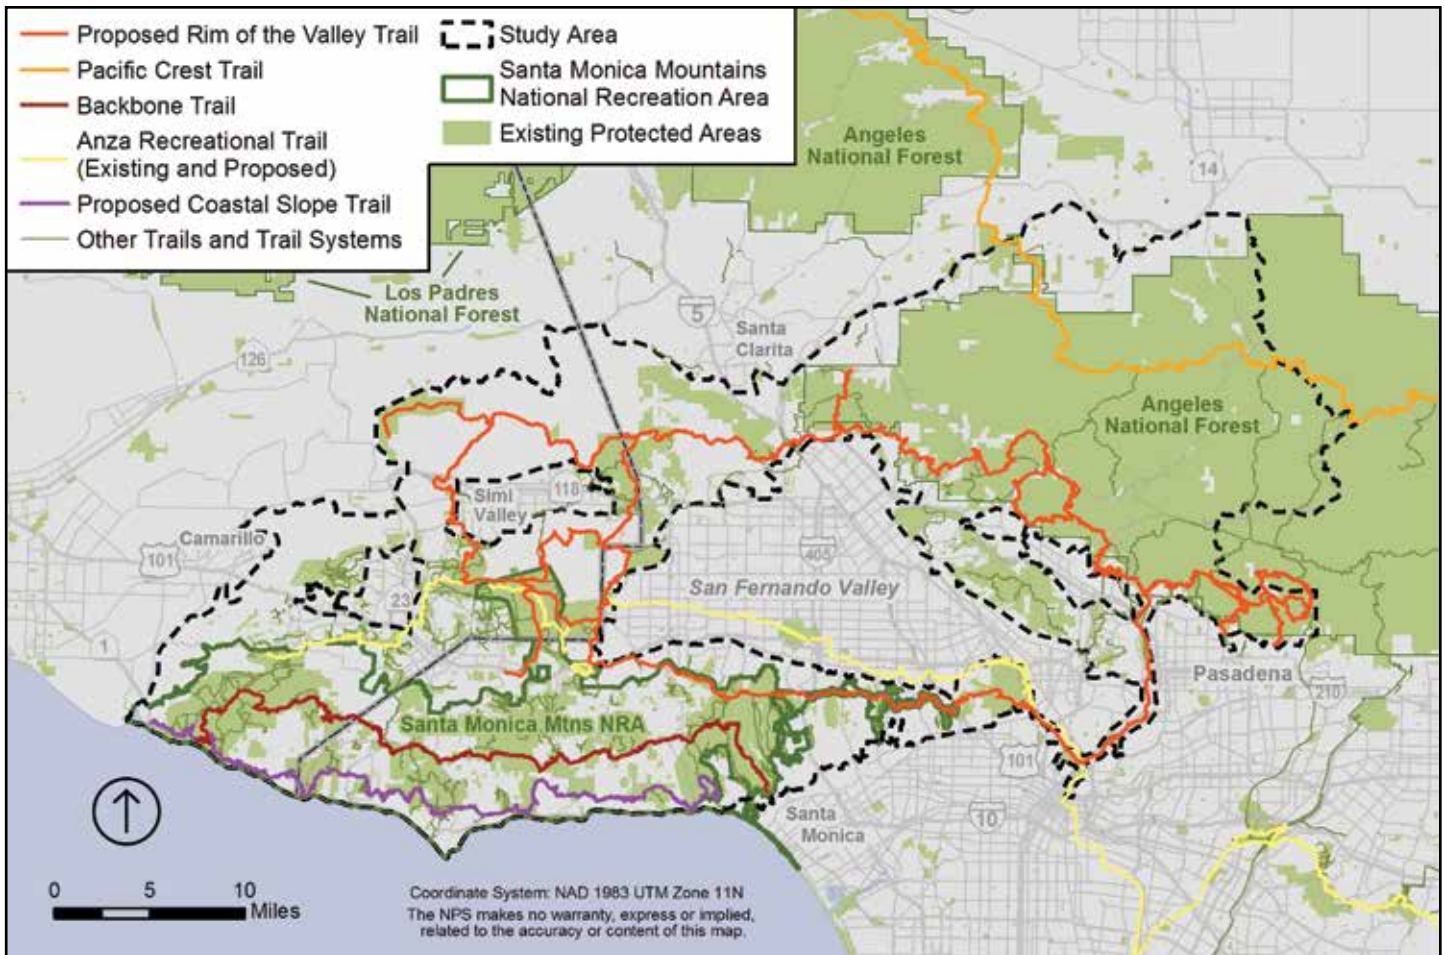 Proposed Rim of the Valley Trail
Pacific Crest Trail
Backbone Trail
Anza Recreational Trail
(Existing and Proposed)
Proposed Coastal Slope Trail
Other Trails and Trail Systems
Study Area
Santa Monica Mountains
National Recreation Area
Existing Protected Areas
Angeles
National Forest
14
Los Padres
National Forest
5
Santa
Clarita
126
Angeles
National Forest
Simi
Valley
118
Camarillo
101
405
San Fernando Valley
23
1
Pasadena
210
Santa Monica Mtns NRA
101
10
Santa
Monica
0 5 10
Miles
Coordinate System: NAD 1983 UTM Zone 11N
The NPS makes no warranty, express or implied,
related to the accuracy or content of this map.